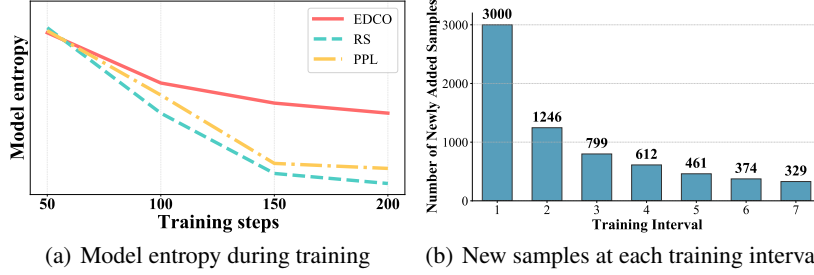 EDCO
RS
PPL
Model entropy
50 100 150 200
Training steps
(a) Model entropy during training
Number of Newly Added Samples
3000
2000
1000
0
3000
1246
799
612
461
374
329
1 2 3 4 5 6 7
Training Interval
(b) New samples at each training interva